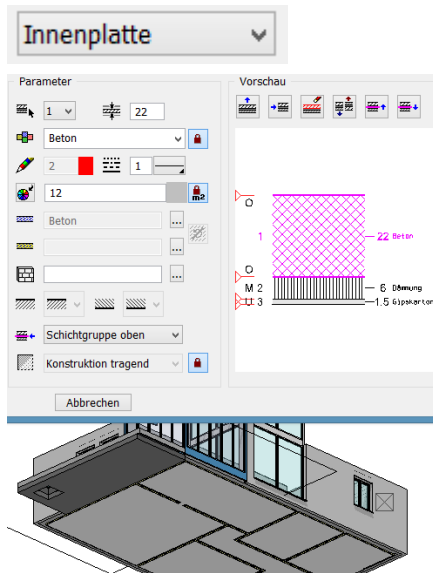 Innenplatte
Parameter
Vorschau
1
22
Beton
2
1
12
m2
Beton
...
...
...
Schichtgruppe oben
Konstruktion tragend
Abbrechen
O
1
22 Beton
O
M 2
6 Dämmung
U 3
1.5 Gipskarton